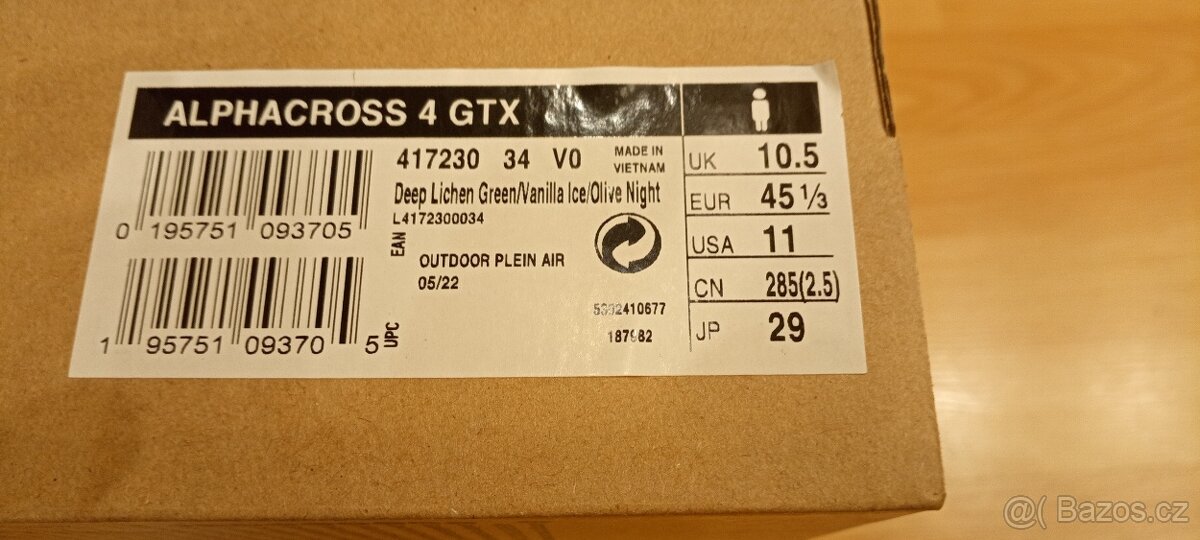 ALPHACROSS 4 GTX
417230 34 V0
MADE IN
VIETNAM
Deep Lichen Green/Vanilla Ice/Olive Night
L4172300034
0 195751 093705
EAN
OUTDOOR PLEIN AIR
05/22
1 95751 09370 5
UPC
UK 10.5
EUR 45 1/3
USA 11
CN 285(2.5)
JP 29
@( Bazos.cz